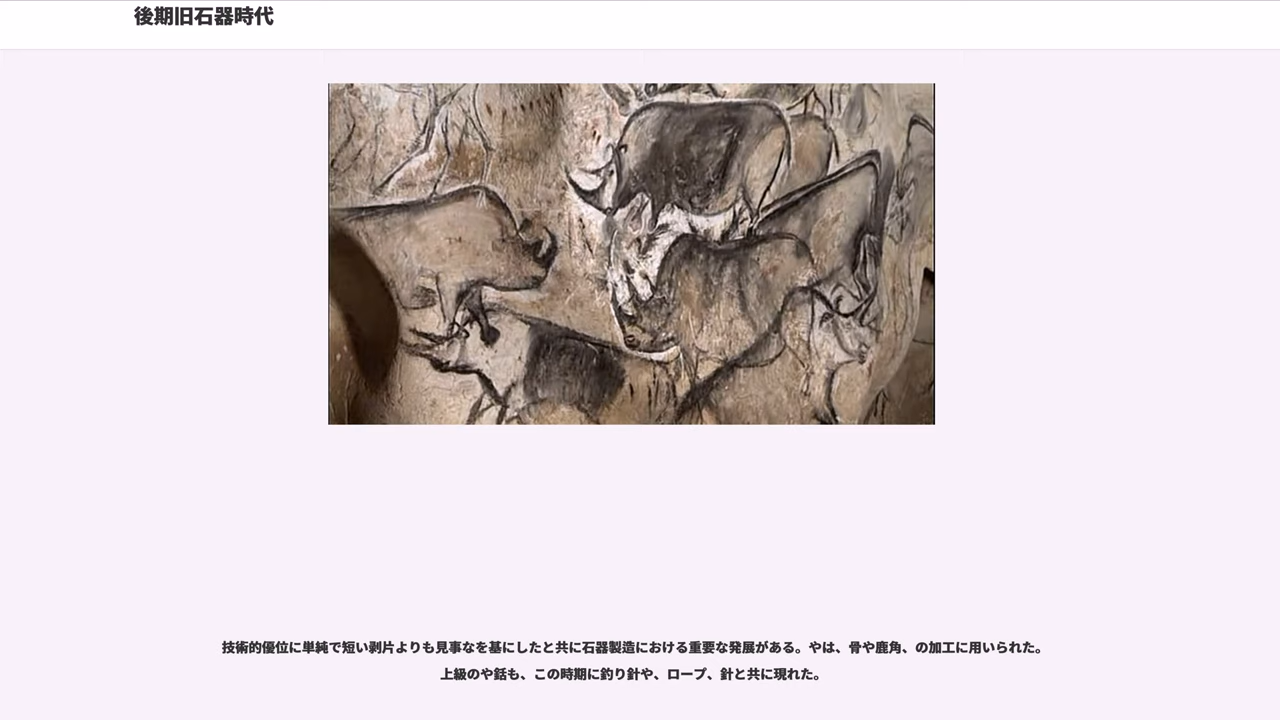 後期旧石器時代
技術的優位に単純で短い剥片よりも見事なを基にしたと共に石器製造における重要な発展がある。やは、骨や鹿角、の加工に用いられた。
上級のや銛も、この時期に釣り針や、ロープ、針と共に現れた。